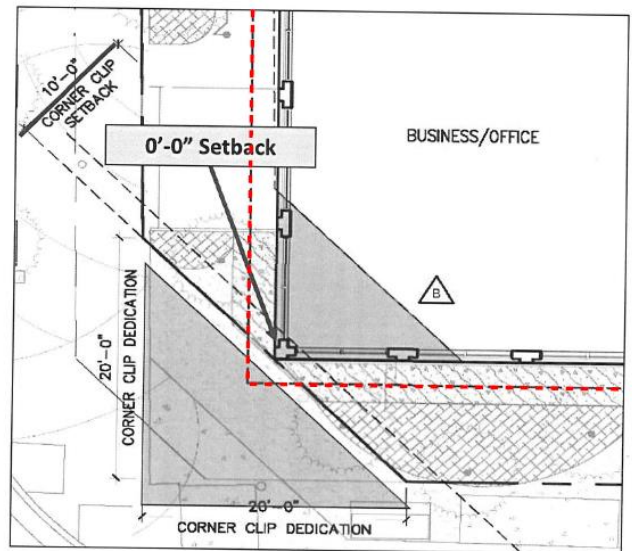 10'-0"
CORNER CLIP
SETBACK
0'-0" Setback
BUSINESS/OFFICE
B
20'-0"
CORNER CLIP DEDICATION
20'-0"
CORNER CLIP DEDICATION